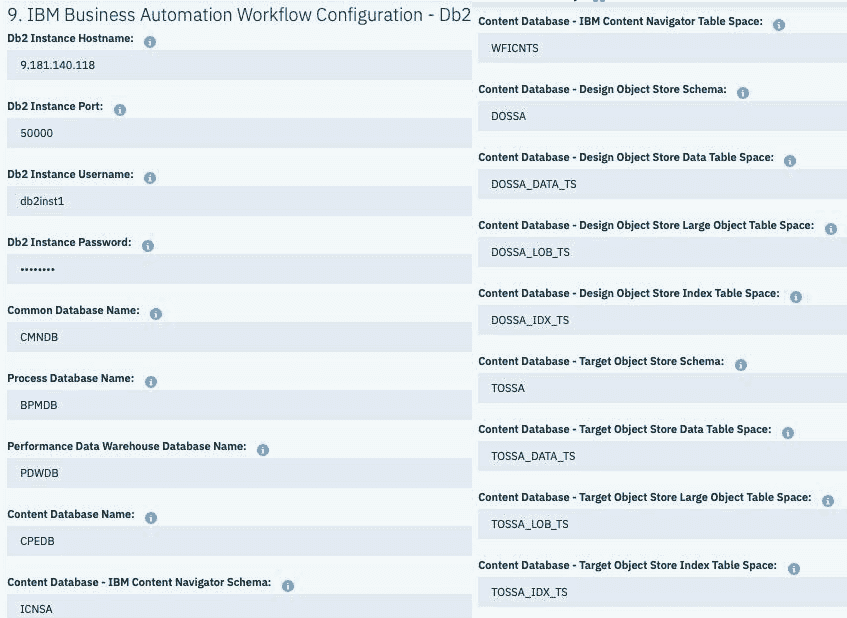 9. IBM Business Automation Workflow Configuration - Db2
Db2 Instance Hostname:
9.181.140.118
Db2 Instance Port:
50000
Db2 Instance Username:
db2inst1
Db2 Instance Password:
••••••••
Common Database Name:
CMNDB
Process Database Name:
BPMDB
Performance Data Warehouse Database Name:
PDWDB
Content Database Name:
CPEDB
Content Database - IBM Content Navigator Schema:
ICNSA
Content Database - IBM Content Navigator Table Space:
WFICNTS
Content Database - Design Object Store Schema:
DOSSA
Content Database - Design Object Store Data Table Space:
DOSSA_DATA_TS
Content Database - Design Object Store Large Object Table Space:
DOSSA_LOB_TS
Content Database - Design Object Store Index Table Space:
DOSSA_IDX_TS
Content Database - Target Object Store Schema:
TOSSA
Content Database - Target Object Store Data Table Space:
TOSSA_DATA_TS
Content Database - Target Object Store Large Object Table Space:
TOSSA_LOB_TS
Content Database - Target Object Store Index Table Space:
TOSSA_IDX_TS